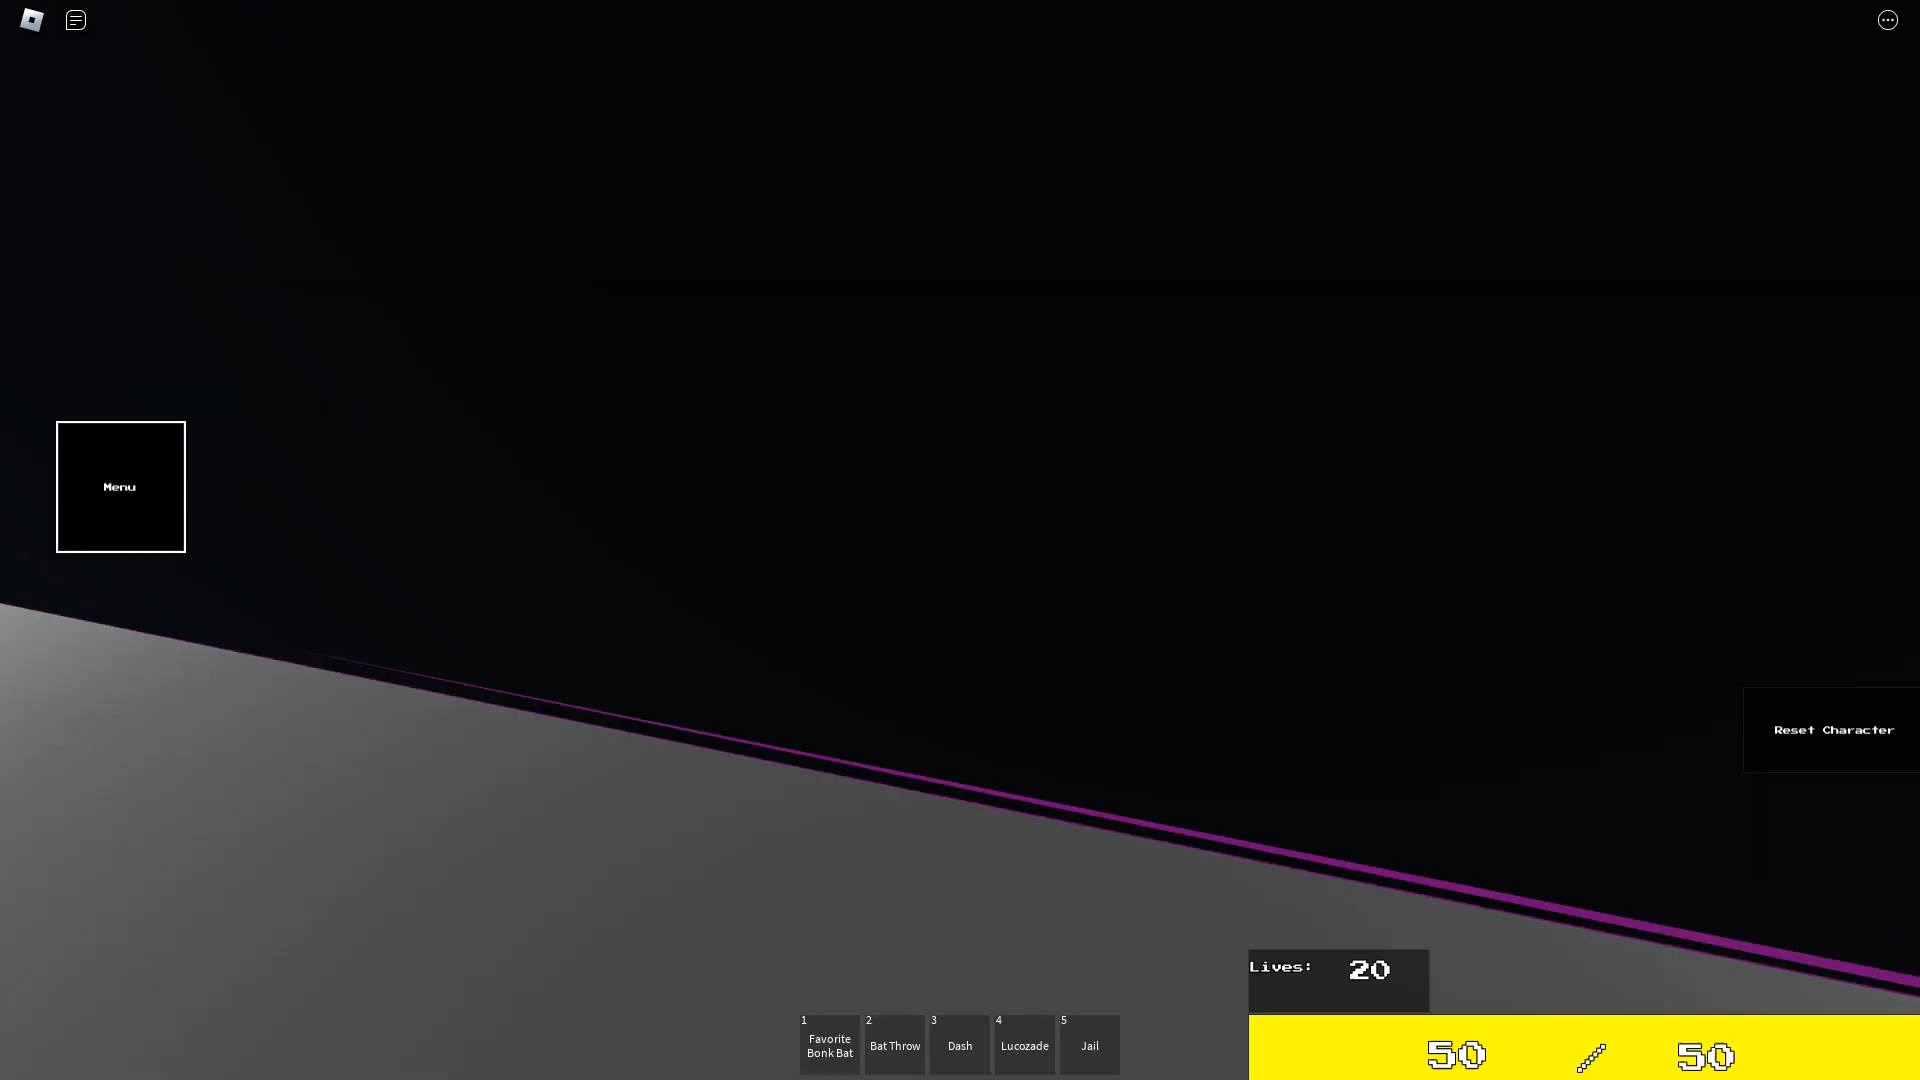 Menu
Reset Character
Lives: 20
1
Favorite
Bonk Bat
2
Bat Throw
3
Dash
4
Lucozade
5
Jail
50 / 50